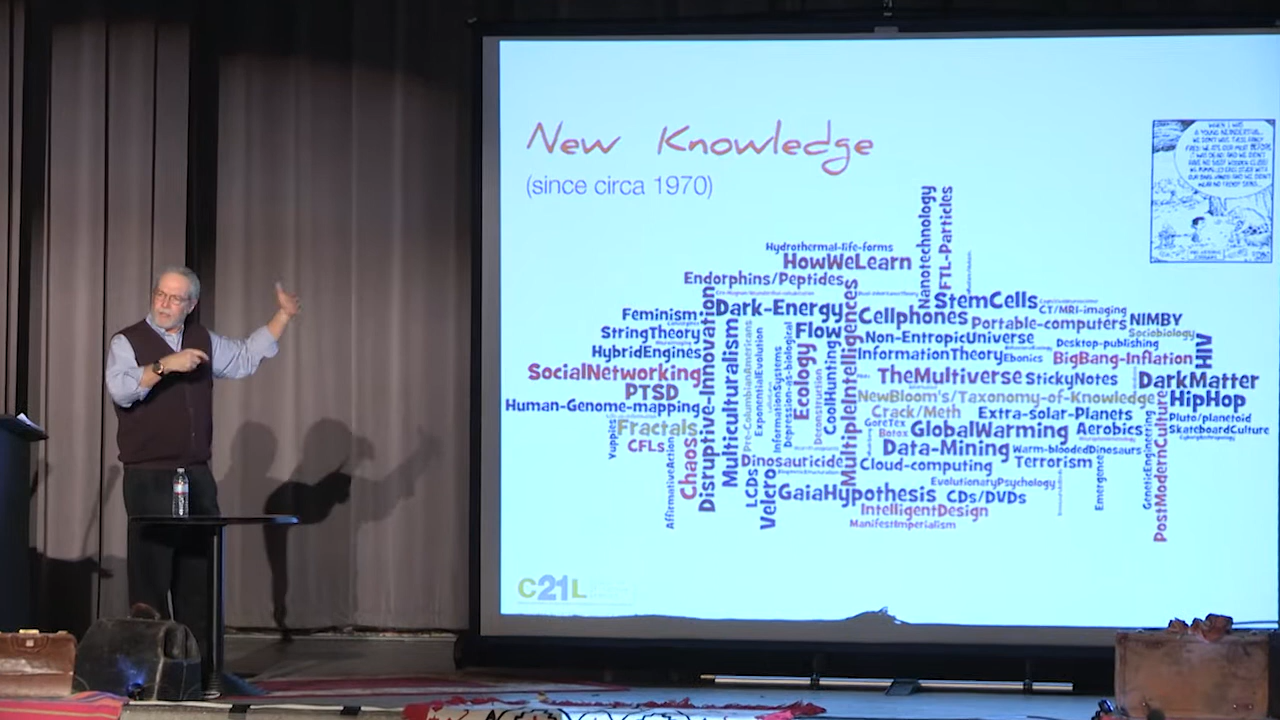 New Knowledge
(since circa 1970)
WHEN I WAS
A YOUNG NEANDERTHAL...
Nanotechnology
FTL-Particles
Hydrothermal-life-forms
HowWeLearn
Endorphins/Peptides
StemCells
Dark-Energy
CT/MRI-imaging
Feminism
Cellphones
Portable-computers
NIMBY
StringTheory
Flow
Non-EntropicUniverse
Sociobiology
Desktop-publishing
HIV
HybridEngines
InformationTheory
Ebonics
BigBang-Inflation
SocialNetworking
TheMultiverse
StickyNotes
DarkMatter
PTSD
NewBloom's/Taxonomy-of-Knowledge
HipHop
Human-Genome-mapping
Crack/Meth
Extra-solar-Planets
Pluto/planetoid
Fractals
GoreTex
GlobalWarming
Aerobics
SkateboardCulture
Botox
CFLs
Data-Mining
Warm-bloodedDinosaurs
Dinosauricide
Cloud-computing
Terrorism
EvolutionaryPsychology
GaiaHypothesis
CDs/DVDs
IntelligentDesign
ManifestImperialism
Yuppies
AffirmativeAction
Chaos
Disruptive-Innovation
Multiculturalism
Pre-ColumbianAmericans
LCDs
ExponentialEvolution
Velcro
InformationSystems
Depression-as-biological
Ecology
Deconstruction
CoolHunting
MultipleIntelligences
Emergence
GeneticEngineering
PostModernCulture
C21L